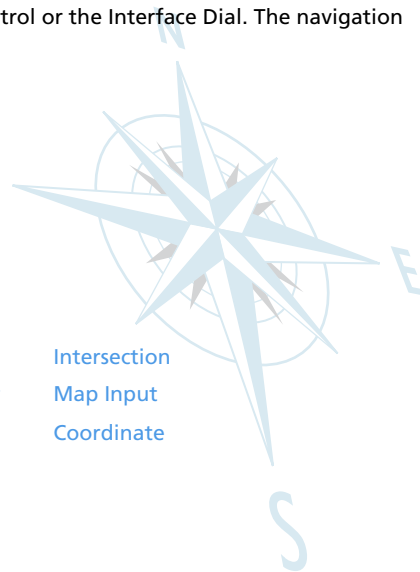 trol or the Interface Dial. The navigation
N
E
Intersection
Map Input
Coordinate
S